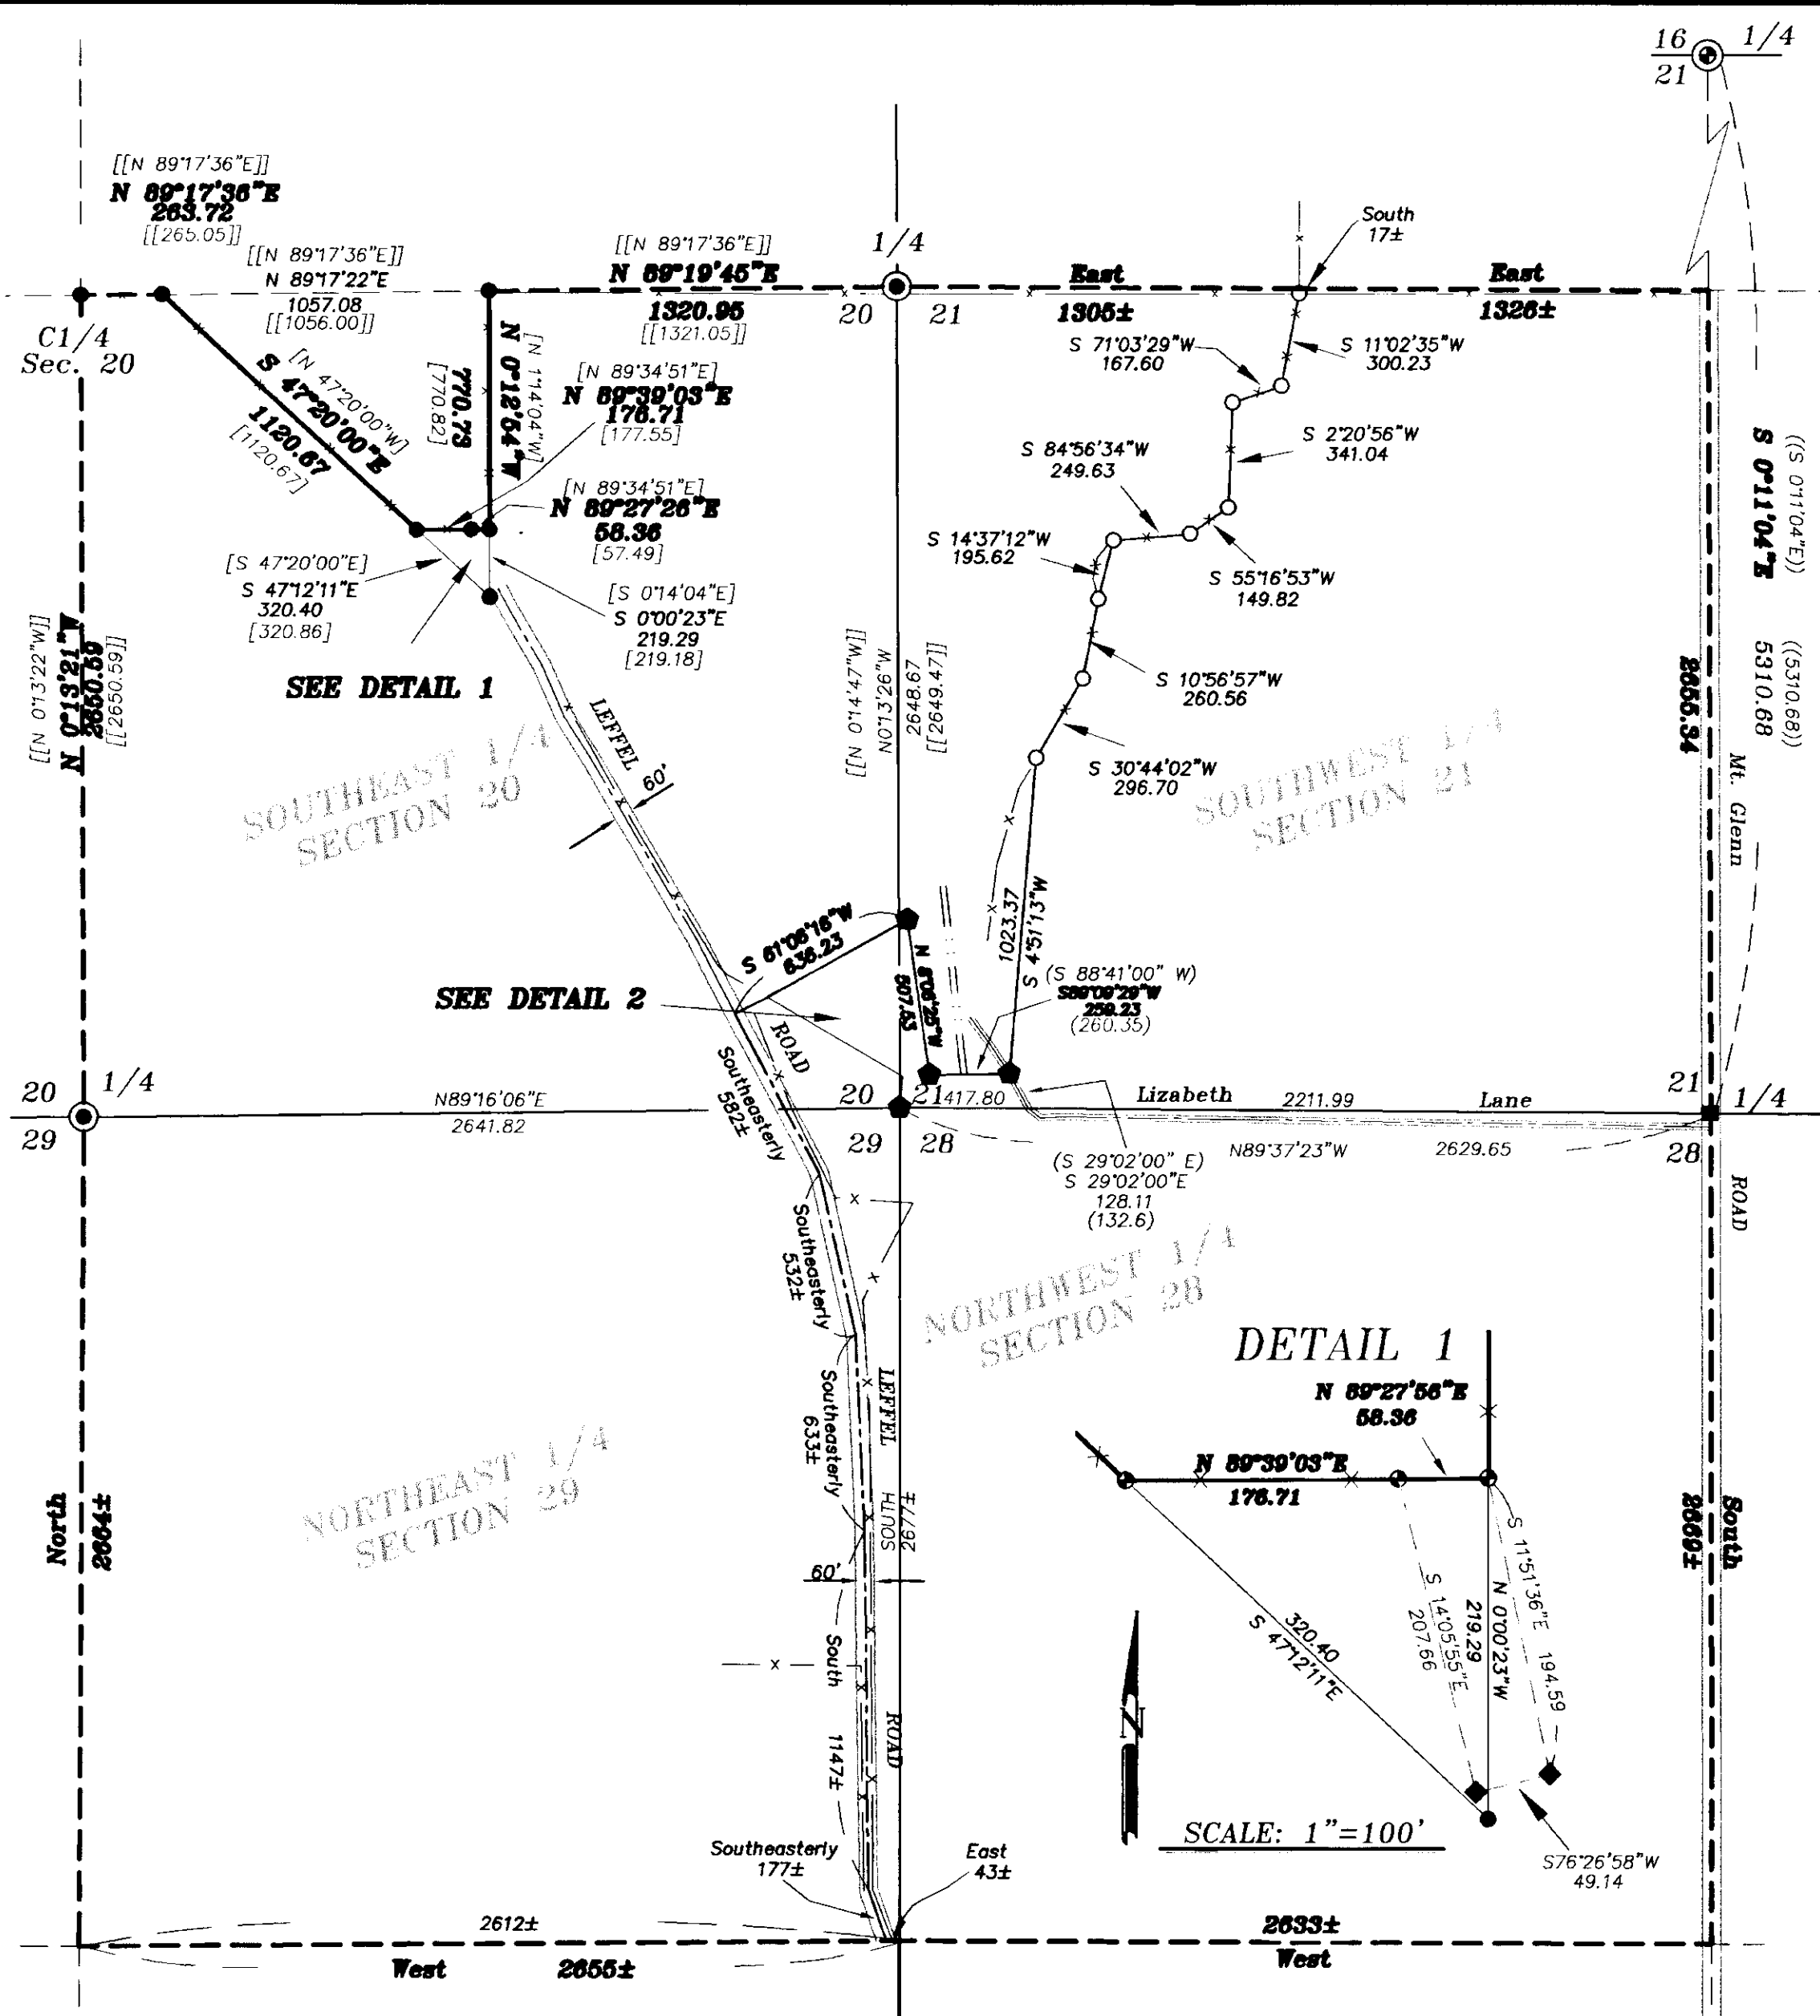 16 1/4
21
[[N 89°17'36"E]]
N 89°17'36"E
263.72
[[265.05]]
[[N 89°17'36"E]]
N 89°17'22"E
1057.08
[[1056.00]]
[[N 89°17'36"E]]
N 89°19'45"E
1320.95
[[1321.05]]
1/4
20 21
South
17±
East
1305±
East
1326±
C1/4
Sec. 20
S 71°03'29"W
167.60
S 11°02'35"W
300.23
[N 47°20'00"W]
S 47°20'00"E
1120.67
[1120.67]
[N 1°14'04"W]
N 0°12'54"W
770.73
[770.82]
[N 89°34'51"E]
N 89°39'03"E
176.71
[177.55]
[N 89°34'51"E]
N 89°27'26"E
58.36
[57.49]
S 84°56'34"W
249.63
S 2°20'56"W
341.04
((S 0°11'04"E))
S 0°11'04"E
((5310.68))
5310.68
2655.34
S 14°37'12"W
195.62
S 55°16'53"W
149.82
[S 47°20'00"E]
S 47°12'11"E
320.40
[320.86]
[S 0°14'04"E]
S 0°00'23"E
219.29
[219.18]
SEE DETAIL 1
[[N 0°13'22"W]]
N 0°13'21"W
2650.59
[[2650.59]]
[[N 0°14'47"W]]
N0°13'26"W
2648.67
[[2649.47]]
S 10°56'57"W
260.56
S 30°44'02"W
296.70
LEFFEL
60'
SOUTHEAST 1/4
SECTION 20
SOUTHWEST 1/4
SECTION 21
Mt. Glenn
S 61°06'16"W
636.23
N 8°06'25"W
507.53
1023.37
S 4°51'13"W
(S 88°41'00" W)
S89°09'29"W
259.23
(260.35)
SEE DETAIL 2
ROAD
Southeasterly
582±
20 1/4
29
N89°16'06"E
2641.82
20 21
29 28
417.80
Lizabeth 2211.99 Lane
21 1/4
28
(S 29°02'00" E)
S 29°02'00"E
128.11
(132.6)
N89°37'23"W 2629.65
ROAD
Southeasterly
532±
NORTHWEST 1/4
SECTION 28
DETAIL 1
Southeasterly
633±
LEFFEL
SOUTH
2677±
N 89°27'56"E
58.36
N 89°39'03"E
176.71
NORTHEAST 1/4
SECTION 29
North
2664±
South
2669±
60'
S 11°51'36"E 194.59
N 0°00'23"W
219.29
S 14°05'55"E
207.66
320.40
S 47°12'11"E
South
1147±
ROAD
N
SCALE: 1"=100'
Southeasterly
177±
East
43±
S76°26'58"W
49.14
2612±
West 2655±
2633±
West